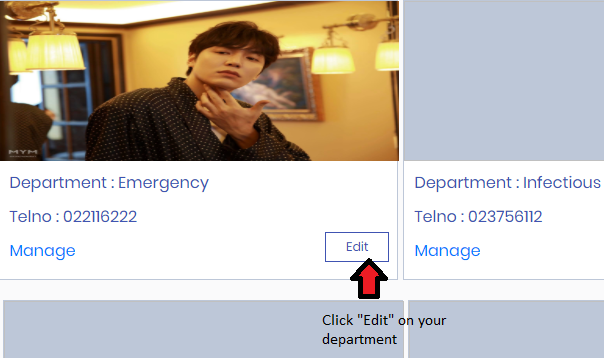 MYM
Department : Emergency
Telno : 022116222
Manage
Edit
Department : Infectious
Telno : 023756112
Manage
Click "Edit" on your
department